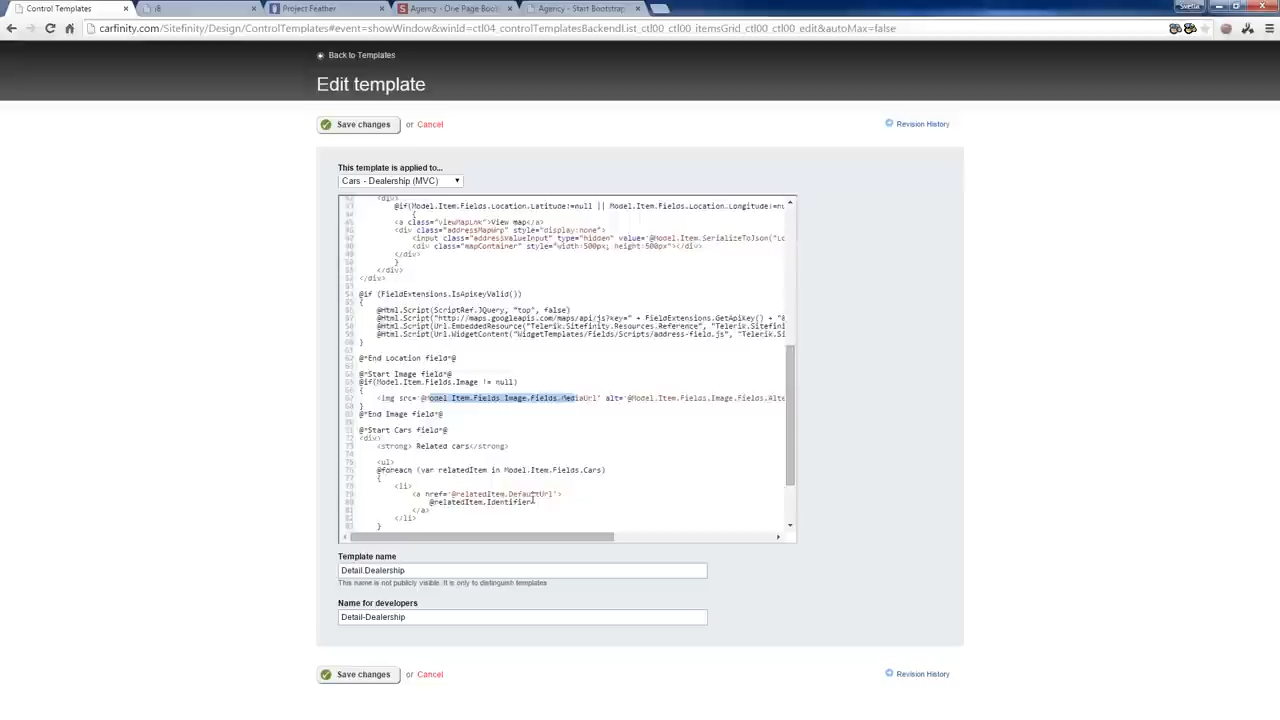 Control Templates
i8
Project Feather
Agency - One Page Boots
Agency - Start Bootstrap
Svetla
carfinity.com/Sitefinity/Design/ControlTemplates#event=showWindow&winId=ctl04_controlTemplatesBackendList_ctl00_ctl00_itemsGrid_ctl00_ctl00_edit&autoMax=false
Back to Templates
Edit template
Save changes or Cancel
Revision History
This template is applied to...
Cars - Dealership (MVC)
<div>
@if(Model.Item.Fields.Location.Latitude!=null || Model.Item.Fields.Location.Longitude!=nu
{
<a class="viewMapLnk">View map</a>
<div class="addressMapWrp" style="display:none">
<input class="addressValueInput" type="hidden" value='@Model.Item.SerializeToJson("Lo
<div class="mapContainer" style="width:500px; height:500px"></div>
</div>
}
</div>
</div>
@if (FieldExtensions.IsApiKeyValid())
{
@Html.Script(ScriptRef.JQuery, "top", false)
@Html.Script("http://maps.googleapis.com/maps/api/js?key=" + FieldExtensions.GetApiKey() + "&
@Html.Script(Url.EmbeddedResource("Telerik.Sitefinity.Resources.Reference", "Telerik.Sitefini
@Html.Script(Url.WidgetContent("WidgetTemplates/Fields/Scripts/address-field.js", "Telerik.Si
}
@*End Location field*@
@*Start Image field*@
@if(Model.Item.Fields.Image != null)
{
<img src='@Model.Item.Fields.Image.Fields.MediaUrl' alt='@Model.Item.Fields.Image.Fields.Alte
}
@*End Image field*@
@*Start Cars field*@
<div>
<strong> Related cars</strong>
<ul>
@foreach (var relatedItem in Model.Item.Fields.Cars)
{
<li>
<a href='@relatedItem.DefaultUrl'>
@relatedItem.Identifier
</a>
</li>
}
Template name
Detail.Dealership
This name is not publicly visible. It is only to distinguish templates
Name for developers
Detail-Dealership
Save changes or Cancel
Revision History